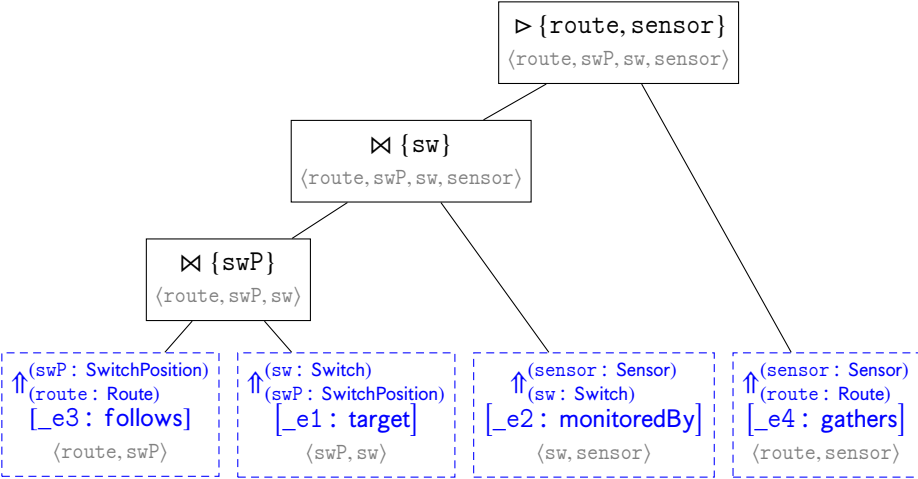 ▷ {route, sensor}
⟨route, swP, sw, sensor⟩
⋈ {sw}
⟨route, swP, sw, sensor⟩
⋈ {swP}
⟨route, swP, sw⟩
⇑(swP: SwitchPosition)
(route: Route)
[_e3: follows]
⟨route, swP⟩
⇑(sw: Switch)
(swP: SwitchPosition)
[_e1: target]
⟨swP, sw⟩
⇑(sensor: Sensor)
(sw: Switch)
[_e2: monitoredBy]
⟨sw, sensor⟩
⇑(sensor: Sensor)
(route: Route)
[_e4: gathers]
⟨route, sensor⟩